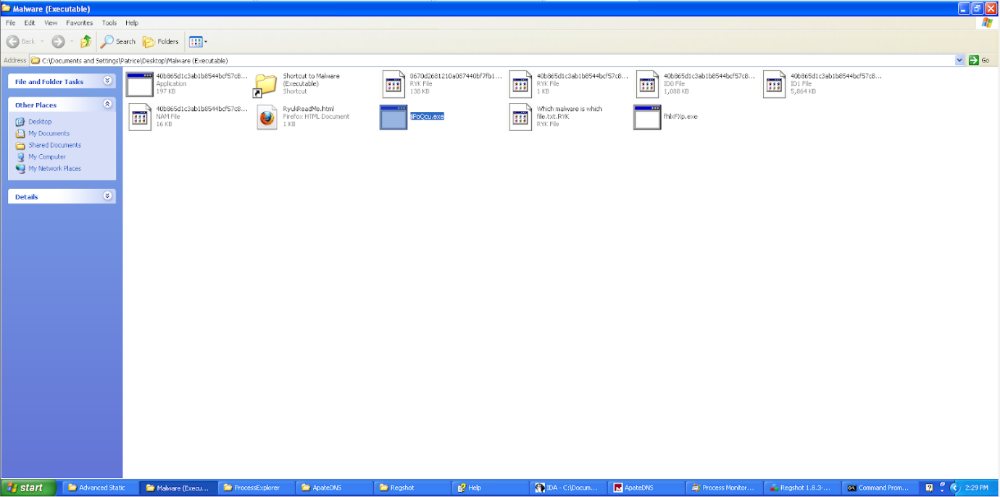 Malware (Executable)
File Edit View Favorites Tools Help
Back Search Folders
Address C:\Documents and Settings\Patrice\Desktop\Malware (Executable) Go
File and Folder Tasks
Other Places
Desktop
My Documents
Shared Documents
My Computer
My Network Places
Details
40b865d1c3ab1b8544bcf57c8...
Application
197 KB
Shortcut to Malware
(Executable)
Shortcut
0670d2681210a087440bf7fb1...
RYK File
138 KB
40b865d1c3ab1b8544bcf57c8...
RYK File
1 KB
40b865d1c3ab1b8544bcf57c8...
ID0 File
1,088 KB
40b865d1c3ab1b8544bcf57c8...
ID1 File
5,864 KB
40b865d1c3ab1b8544bcf57c8...
NAM File
16 KB
RyukReadMe.html
Firefox HTML Document
1 KB
Which malware is which
file.txt.RYK
RYK File
start Advanced Static Malware (Execu... ProcessExplorer ApateDNS Regshot Help IDA - C:\Docum... ApateDNS Process Monitor... Regshot 1.8.3-... Command Prom... 2:29 PM